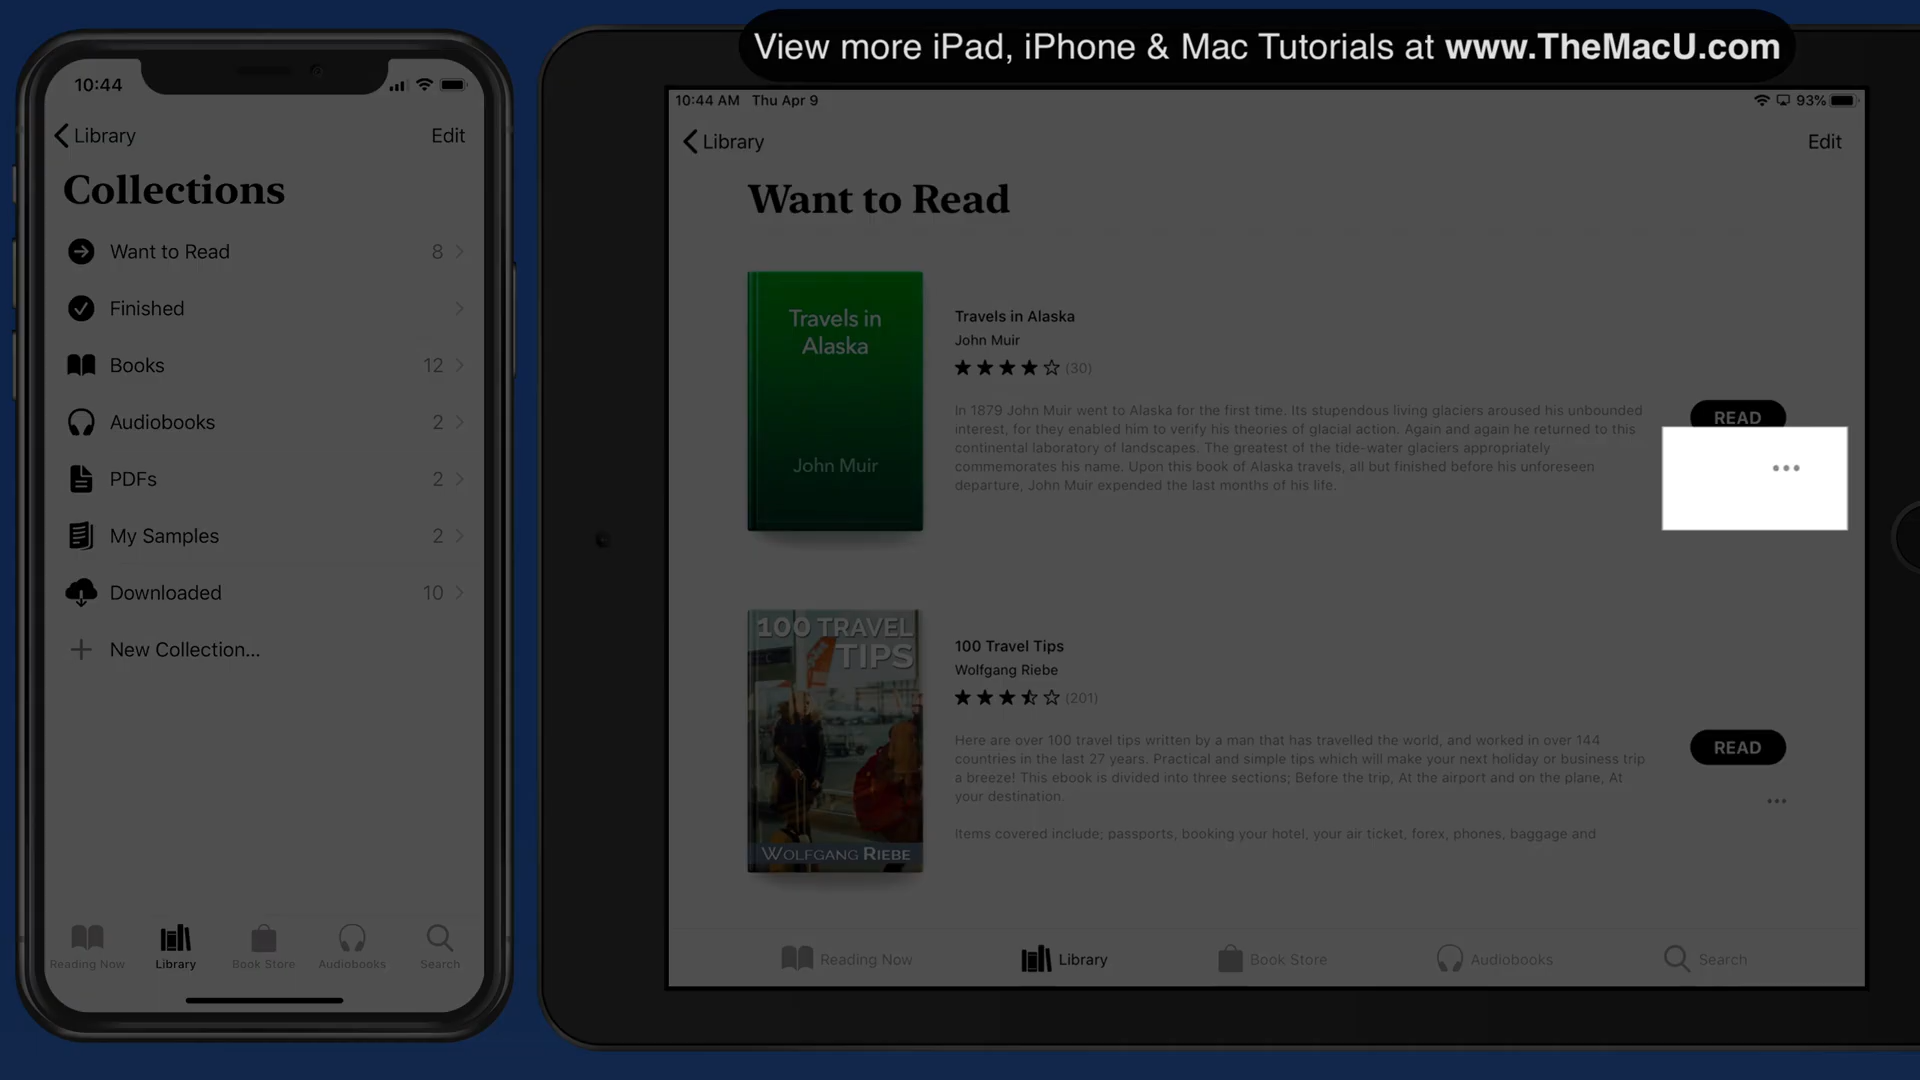 View more iPad, iPhone & Mac Tutorials at www.TheMacU.com
10:44
Library
Edit
Collections
Want to Read 8
Finished
Books 12
Audiobooks 2
PDFs 2
My Samples 2
Downloaded 10
New Collection...
Reading Now
Library
Book Store
Audiobooks
Search
10:44 AM Thu Apr 9
93%
Library
Edit
Want to Read
Travels in
Alaska
John Muir
Travels in Alaska
John Muir
(30)
In 1879 John Muir went to Alaska for the first time. Its stupendous living glaciers aroused his unbounded
interest, for they enabled him to verify his theories of glacial action. Again and again he returned to this
continental laboratory of landscapes. The greatest of the tide-water glaciers appropriately
commemorates his name. Upon this book of Alaska travels, all but finished before his unforeseen
departure, John Muir expended the last months of his life.
READ
100 TRAVEL
TIPS
WOLFGANG RIEBE
100 Travel Tips
Wolfgang Riebe
(201)
Here are over 100 travel tips written by a man that has travelled the world, and worked in over 144
countries in the last 27 years. Practical and simple tips which will make your next holiday or business trip
a breeze! This ebook is divided into three sections; Before the trip, At the airport and on the plane, At
your destination.
Items covered include; passports, booking your hotel, your air ticket, forex, phones, baggage and
READ
Reading Now
Library
Book Store
Audiobooks
Search